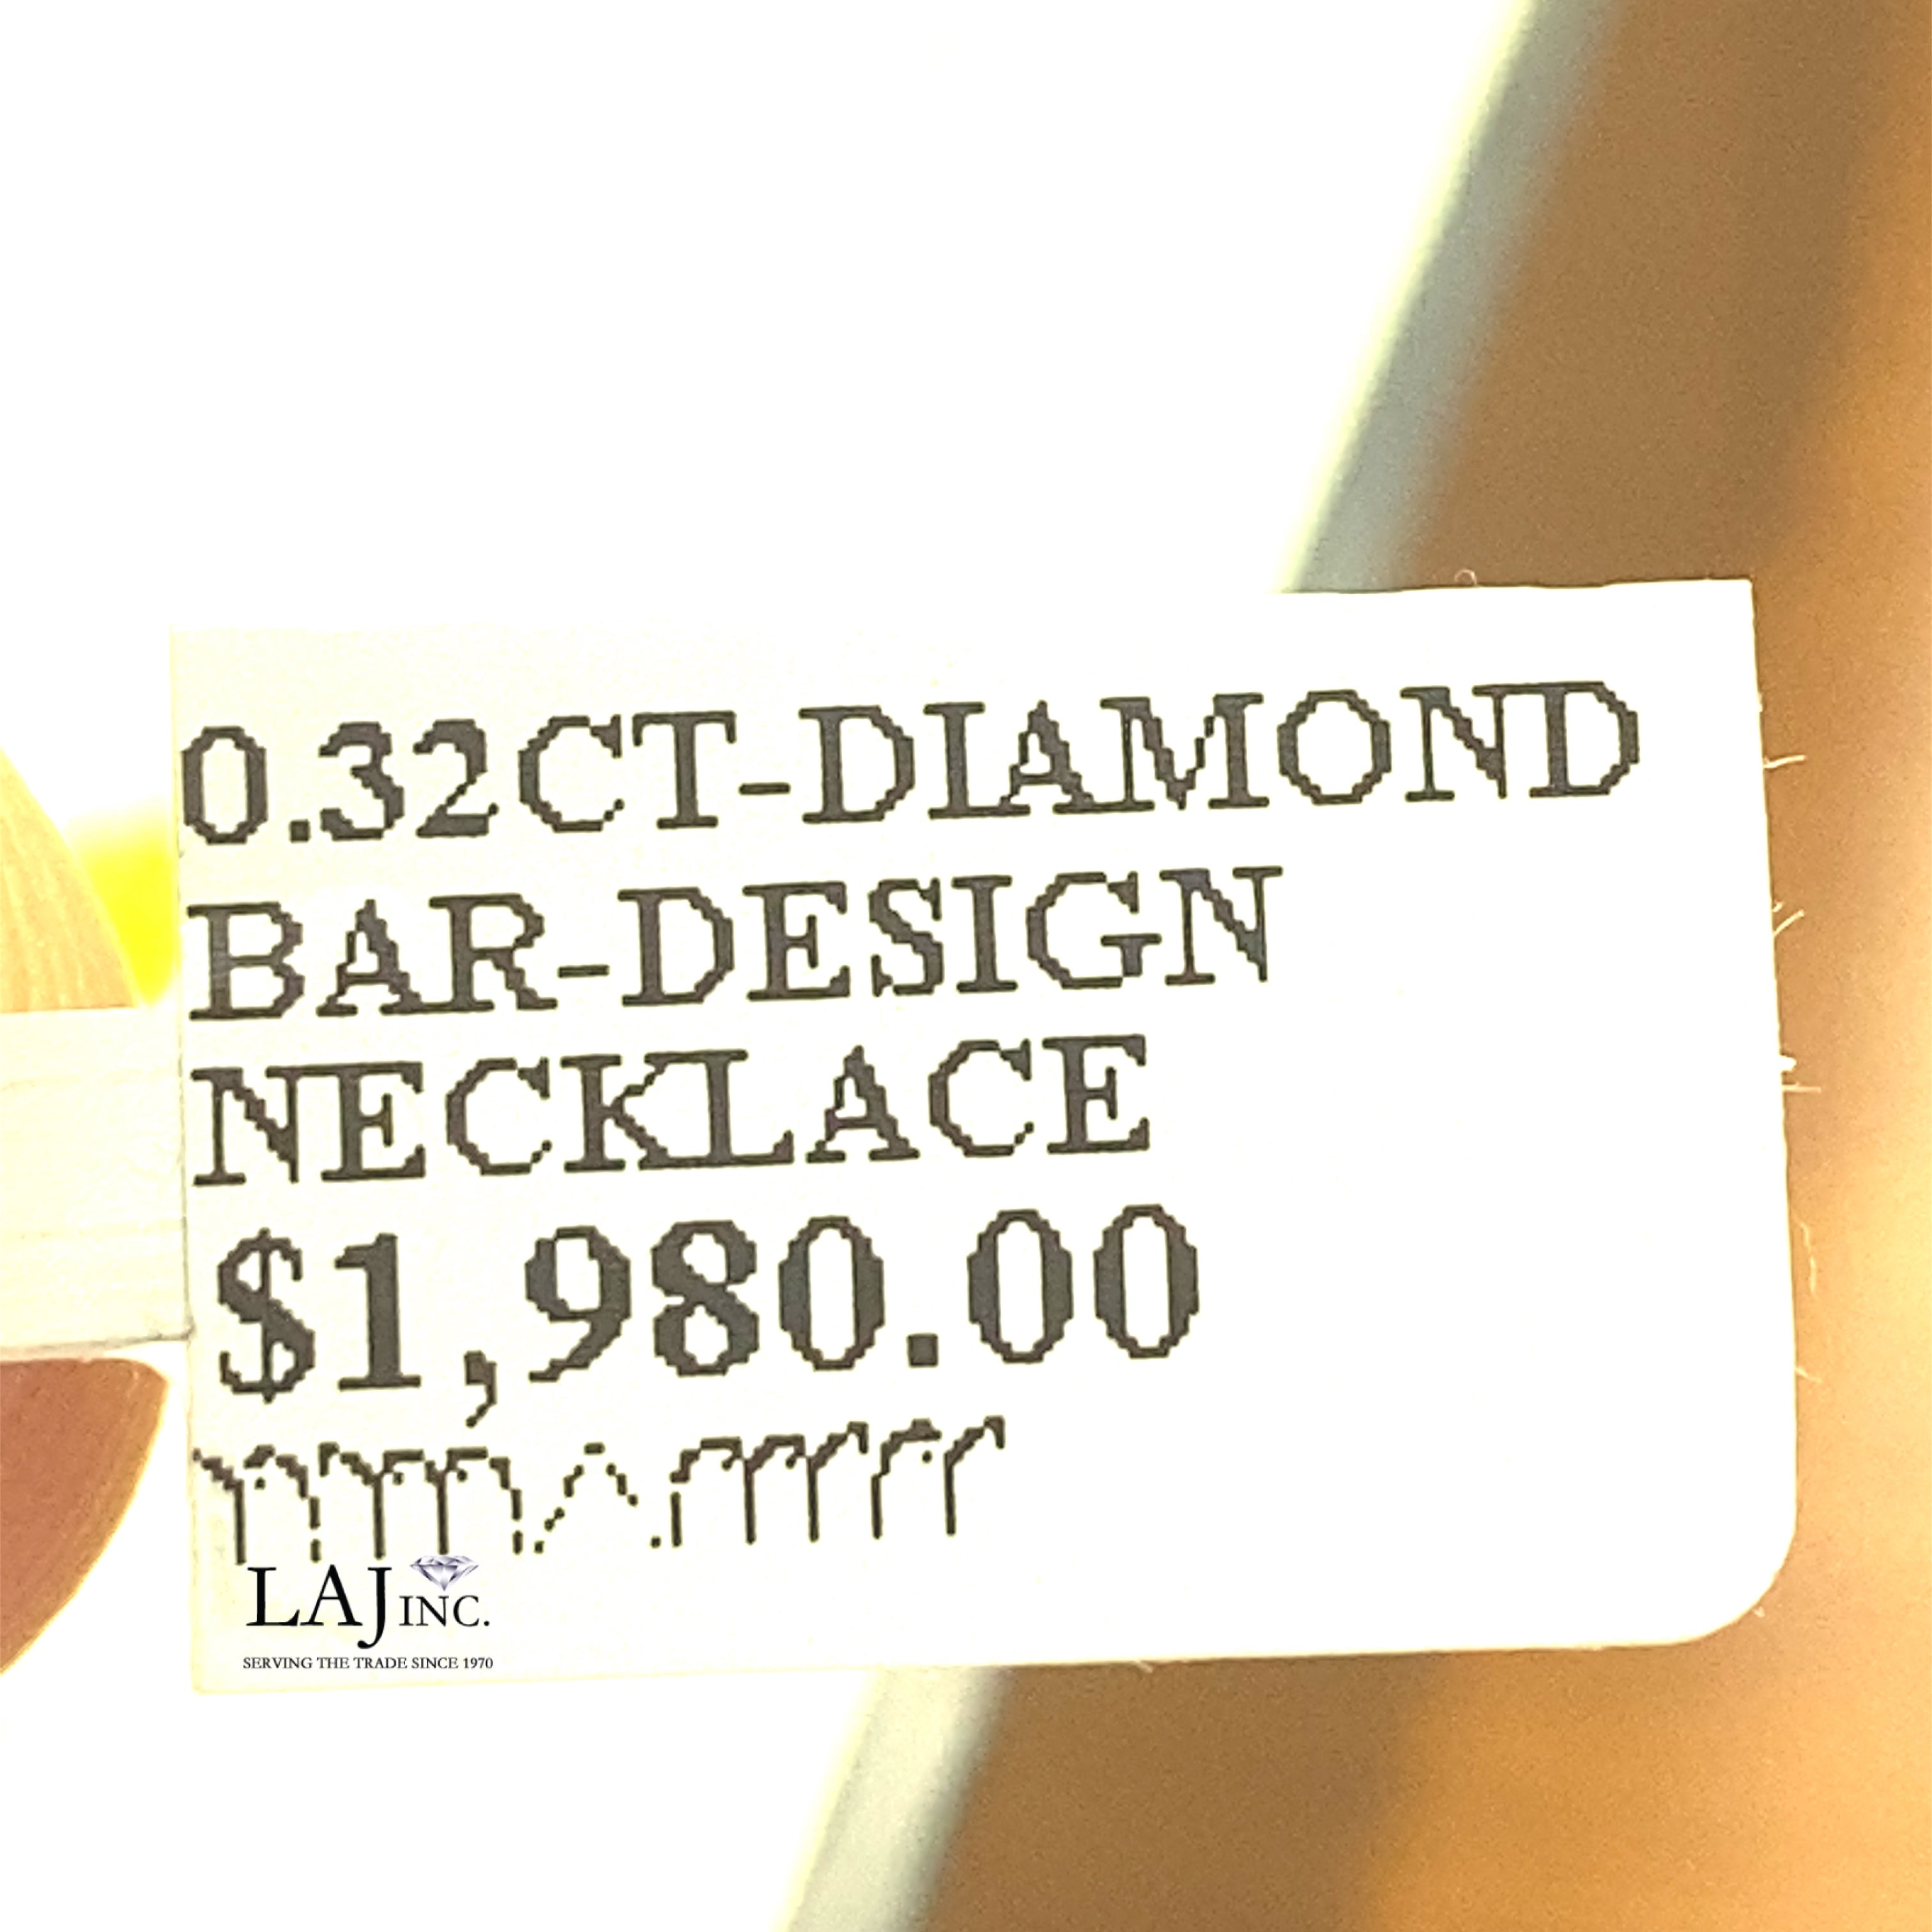 0.32CT-DIAMOND
BAR-DESIGN
NECKLACE
$1,980.00
LAJ INC.
SERVING THE TRADE SINCE 1970